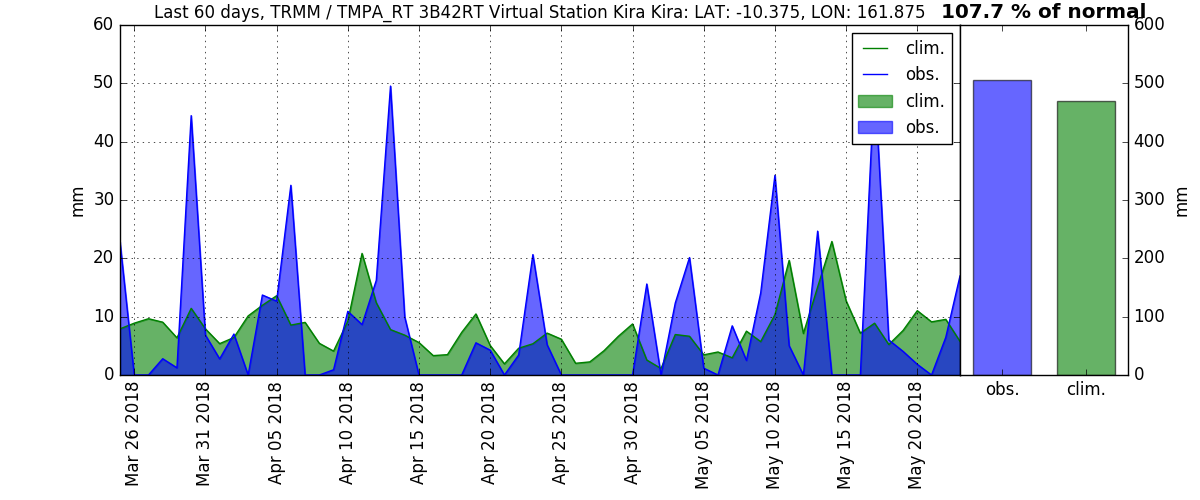 Last 60 days, TRMM / TMPA_RT 3B42RT Virtual Station Kira Kira: LAT: -10.375, LON: 161.875 107.7 % of normal
60
50
40
30
20
10
0
mm
clim.
obs.
clim.
obs.
600
500
400
300
200
100
0
mm
Mar 26 2018
Mar 31 2018
Apr 05 2018
Apr 10 2018
Apr 15 2018
Apr 20 2018
Apr 25 2018
Apr 30 2018
May 05 2018
May 10 2018
May 15 2018
May 20 2018
obs.
clim.